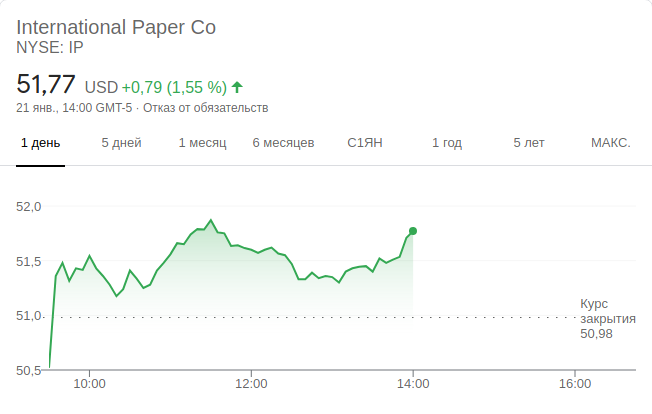 International Paper Co
NYSE: IP
51,77 USD +0,79 (1,55 %)
21 янв., 14:00 GMT-5 · Отказ от обязательств
1 день 5 дней 1 месяц 6 месяцев С1ЯН 1 год 5 лет МАКС.
52,0
51,5
51,0
50,5
Курс
закрытия
50,98
10:00 12:00 14:00 16:00